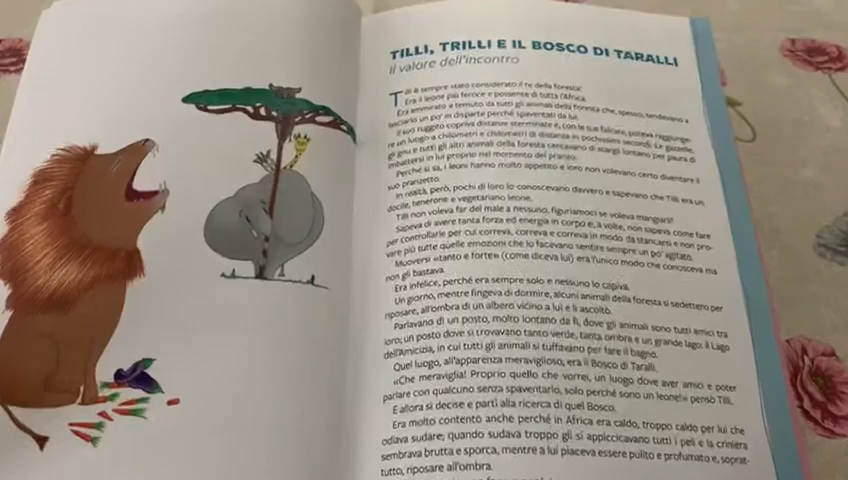 TILLI, TRILLI E IL BOSCO DI TARALLI
Il valore dell'incontro
Tilli è sempre stato considerato il re della foresta!
Era il leone più feroce e possente di tutta l'Africa.
Era ammirato e temuto da tutti gli animali della foresta che, spesso, tendevano a
lasciarlo un po' in disparte perché spaventati da lui.
Il suo ruggito copriva distanze sterminate e, con le sue falcate, poteva raggiunge-
re un luogo a chilometri e chilometri di distanza in pochissimi secondi. Le gazzelle,
gli gnu e tutti gli altri animali della foresta cercavano di stargli lontano per paura di
imbattersi in lui proprio nel momento del pranzo.
Perché si sa, i leoni hanno molto appetito e loro non volevano certo diventare il
suo pranzetto.
In realtà, però, pochi di loro lo conoscevano davvero e sapevano che Tilli era un
docile, tenerone e vegetariano leone.
Tilli non voleva far del male a nessuno, figuriamoci se voleva mangiarsi!
Sapeva di avere tanta forza ed energia in corpo e, a volte, non sapeva come fare
per controllarle per cui correva, correva e correva in modo da stancarsi e non pro-
vare più tutte quelle emozioni che lo facevano sentire sempre un po' agitato.
Muoversi «tanto e forte» (come diceva lui) era l'unico modo che conosceva ma
non gli bastava.
Era infelice, perché era sempre solo e nessuno lo capiva.
Un giorno, mentre fingeva di dormire, alcuni animali della foresta si sedettero per
riposare, all'ombra di un albero vicino a lui e li ascoltò.
Parlavano di un posto, molto lontano da lì, dove gli animali sono tutti amici tra
loro; un posto dove si trovavano tanto verde, tanta ombra e un grande lago: il Lago
dell'Amicizia, in cui tutti gli animali si tuffavano per fare il bagno.
Quel luogo, all'apparenza meraviglioso, era il Bosco di Taralli.
«Che meraviglia! Proprio quello che vorrei, un luogo dove aver amici e poter
parlare con qualcuno senza spaventarlo, solo perché sono un leone!» pensò Tilli.
E allora si decise e partì alla ricerca di quel Bosco.
Era molto contento anche perché in Africa era caldo, troppo caldo per lui che
odiava sudare; quando sudava troppo gli si appiccicavano tutti i peli e la criniera
sembrava brutta e sporca, mentre a lui piaceva essere pulito e profumato e, soprat-
tutto, riposare all'ombra.